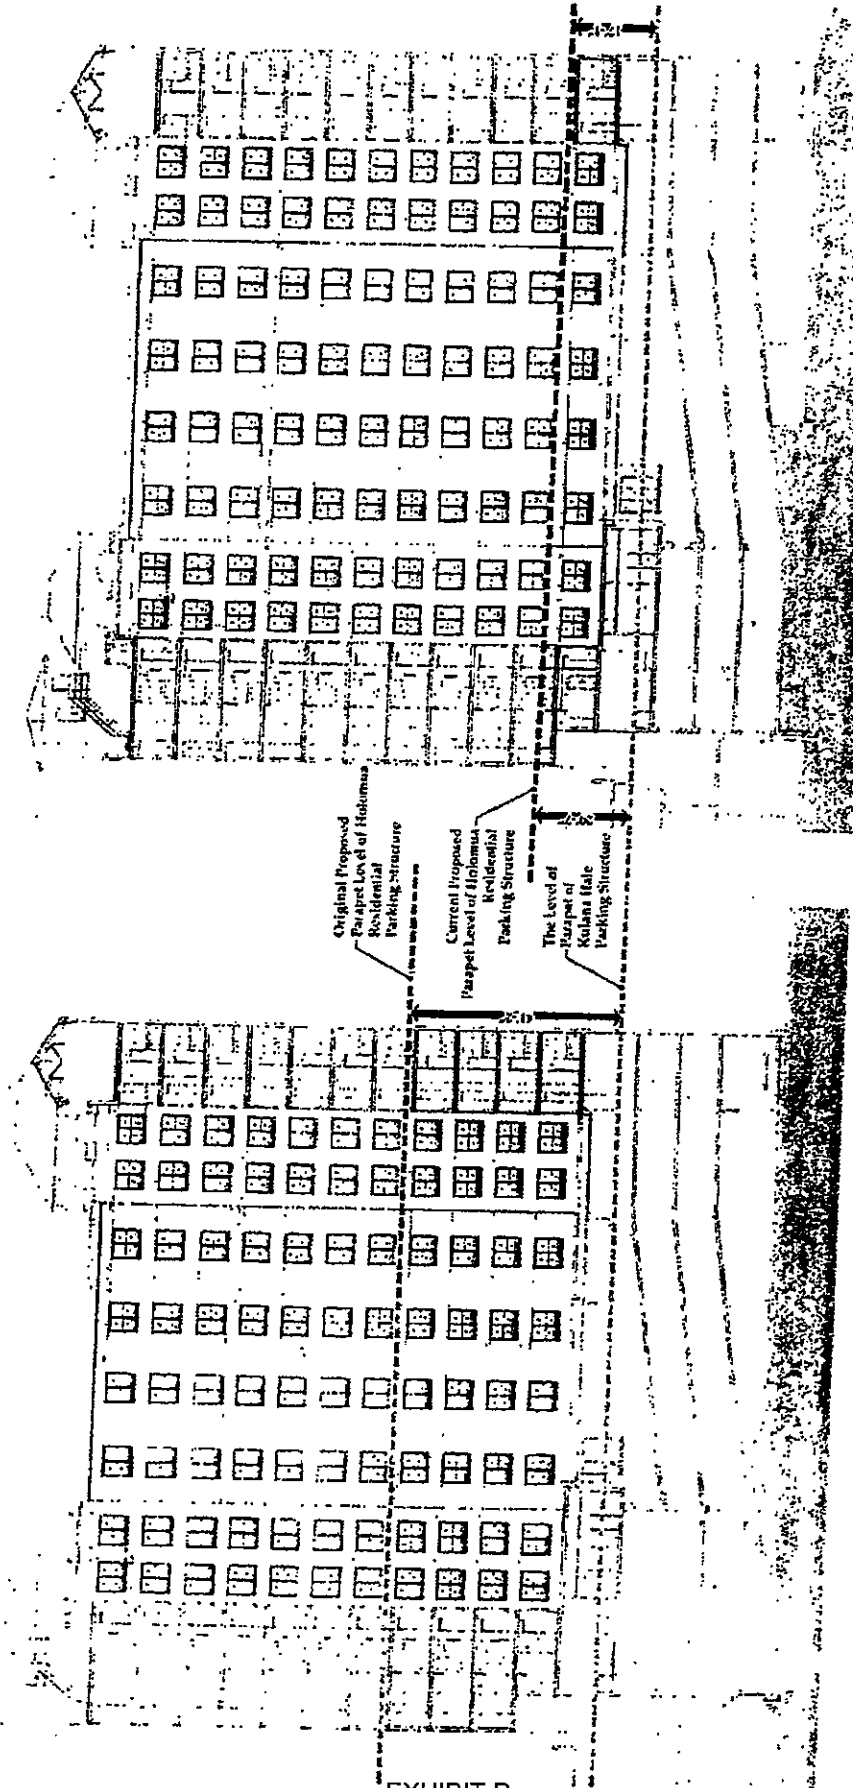 Original Proposed
Parapet Level of Holomua
Residential
Parking Structure
Current Proposed
Parapet Level of Holomua
Residential
Parking Structure
The Level of
Parapet of
Kulana Hale
Parking Structure
EXHIBIT